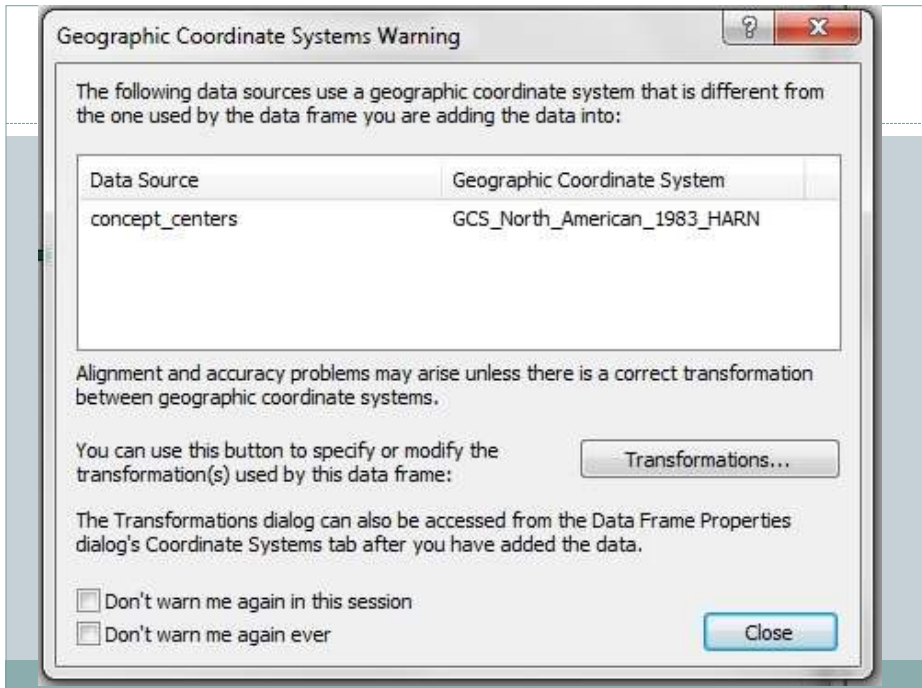 Geographic Coordinate Systems Warning
The following data sources use a geographic coordinate system that is different from
the one used by the data frame you are adding the data into:
Data Source Geographic Coordinate System
concept_centers GCS_North_American_1983_HARN
Alignment and accuracy problems may arise unless there is a correct transformation
between geographic coordinate systems.
You can use this button to specify or modify the
transformation(s) used by this data frame:
Transformations...
The Transformations dialog can also be accessed from the Data Frame Properties
dialog's Coordinate Systems tab after you have added the data.
Don't warn me again in this session
Don't warn me again ever
Close